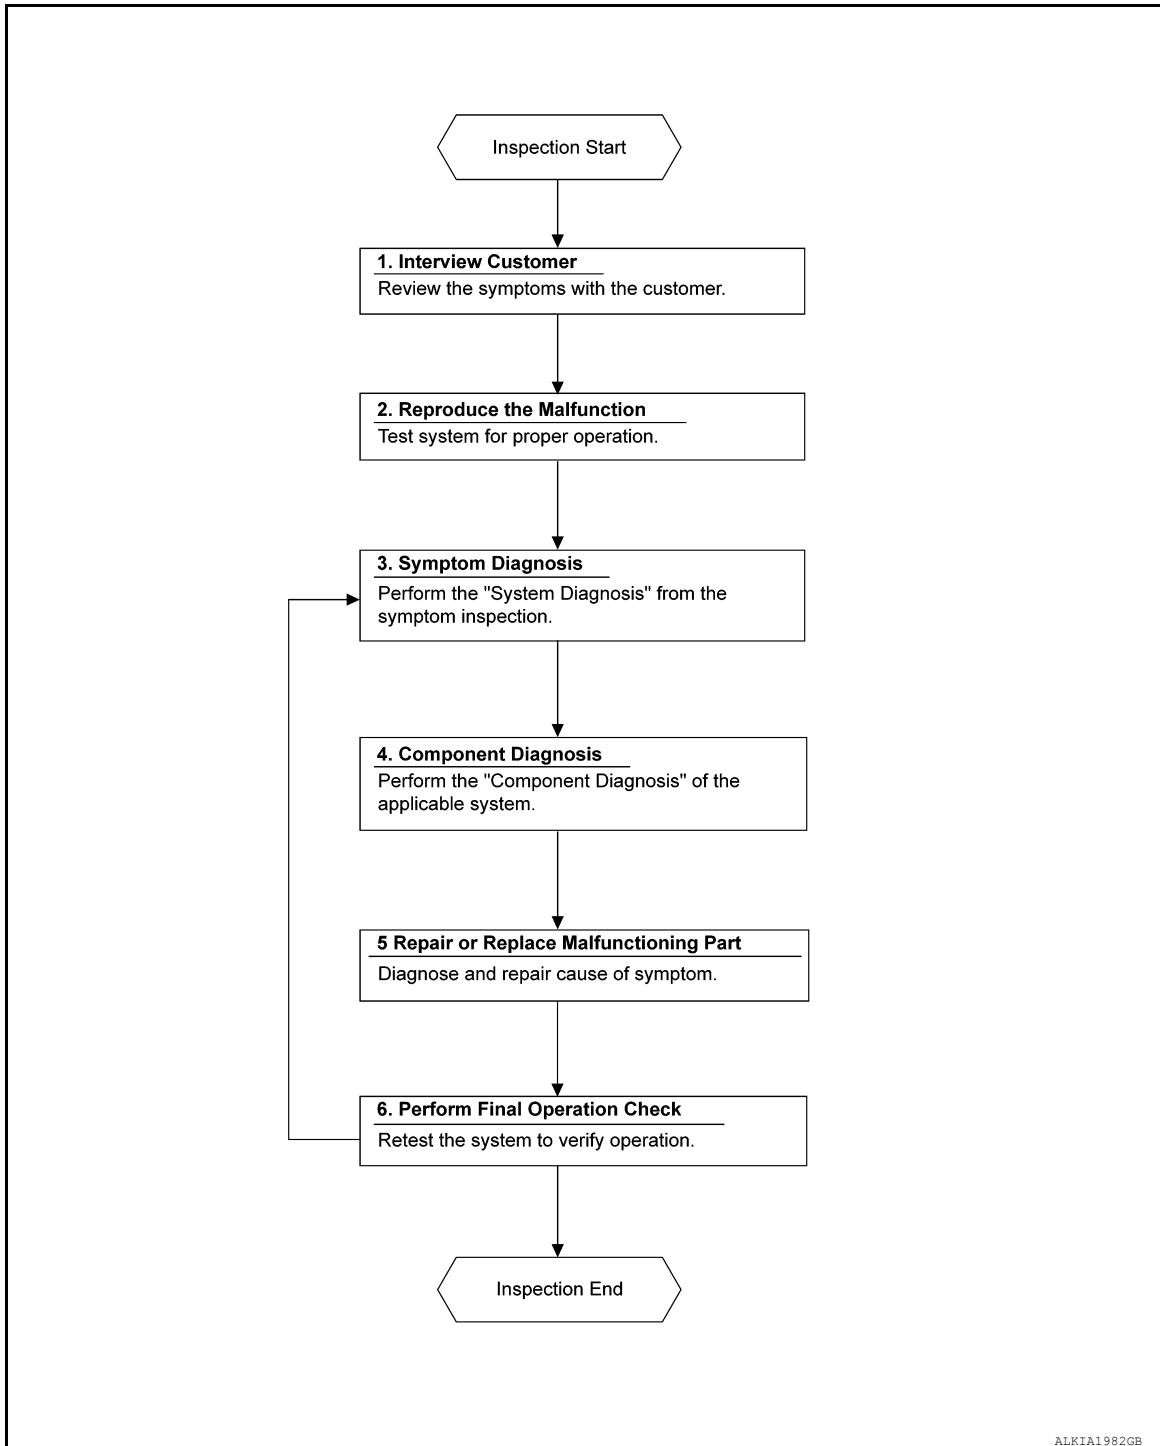 Inspection Start
1. Interview Customer
Review the symptoms with the customer.
2. Reproduce the Malfunction
Test system for proper operation.
3. Symptom Diagnosis
Perform the "System Diagnosis" from the
symptom inspection.
4. Component Diagnosis
Perform the "Component Diagnosis" of the
applicable system.
5 Repair or Replace Malfunctioning Part
Diagnose and repair cause of symptom.
6. Perform Final Operation Check
Retest the system to verify operation.
Inspection End
ALKIA1982GB